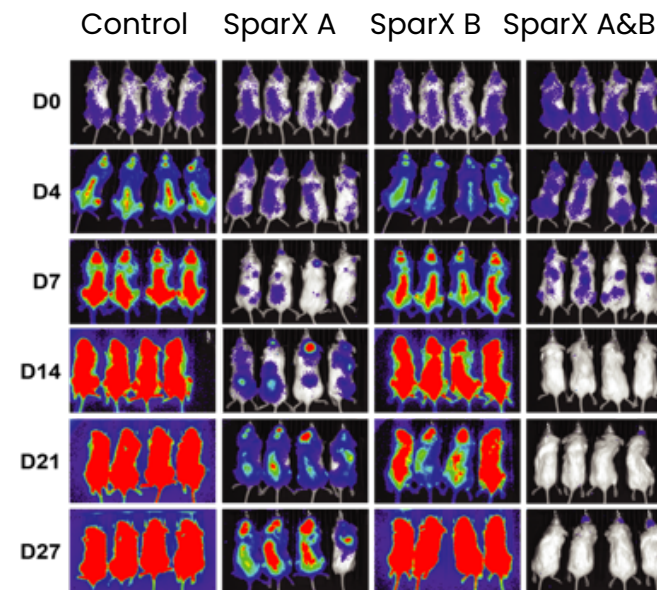 Control SparX A SparX B SparX A&B
D0
D4
D7
D14
D21
D27